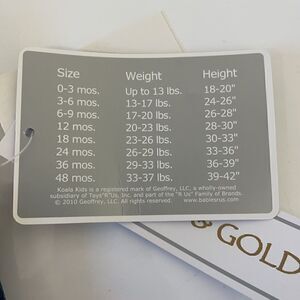 Size Weight Height
0-3 mos. Up to 13 lbs. 18-20"
3-6 mos. 13-17 lbs. 24-26"
6-9 mos. 17-20 lbs. 26-28"
12 mos. 20-23 lbs. 28-30"
18 mos. 23-26 lbs. 30-33"
24 mos. 26-29 lbs. 33-36"
36 mos. 29-33 lbs. 36-39"
48 mos. 33-37 lbs. 39-42"
Koala Kids is a registered mark of Geoffrey, LLC, a wholly-owned
subsidiary of Toys"R"Us, Inc. and part of the "R Us" Family of Brands.
© 2010 Geoffrey, LLC. All rights reserved. www.babiesrus.com
& GOLD